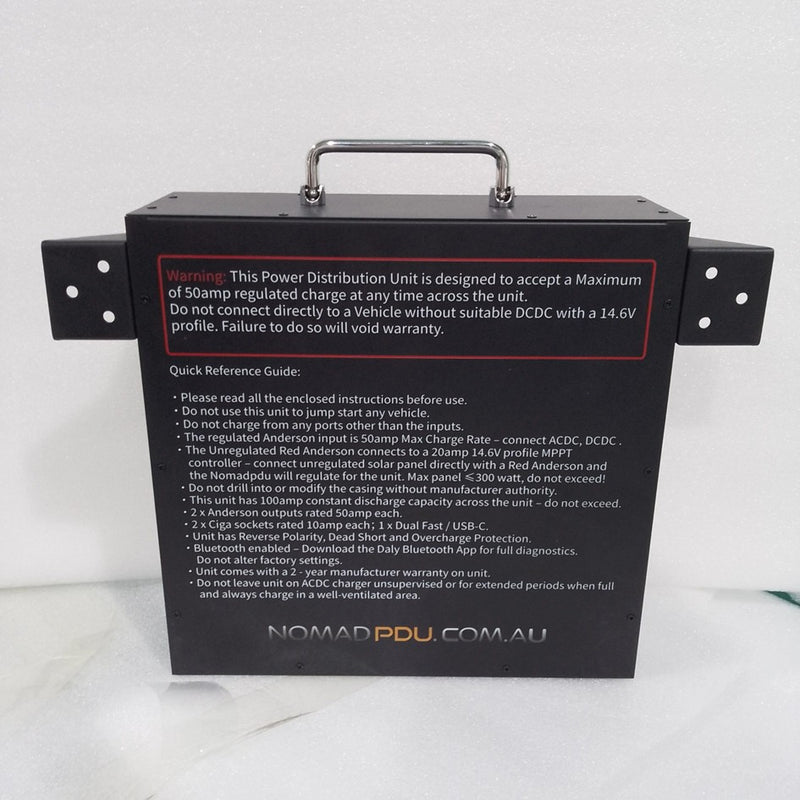 Warning: This Power Distribution Unit is designed to accept a Maximum
of 50amp regulated charge at any time across the unit.
Do not connect directly to a Vehicle without suitable DCDC with a 14.6V
profile. Failure to do so will void warranty.
Quick Reference Guide:
· Please read all the enclosed instructions before use.
· Do not use this unit to jump start any vehicle.
· Do not charge from any ports other than the inputs.
· The regulated Anderson input is 50amp Max Charge Rate – connect ACDC, DCDC .
· The Unregulated Red Anderson connects to a 20amp 14.6V profile MPPT
controller – connect unregulated solar panel directly with a Red Anderson and
the Nomadpdu will regulate for the unit. Max panel ≤300 watt, do not exceed!
· Do not drill into or modify the casing without manufacturer authority.
· This unit has 100amp constant discharge capacity across the unit – do not exceed.
· 2 x Anderson outputs rated 50amp each.
· 2 x Ciga sockets rated 10amp each; 1 x Dual Fast / USB-C.
· Unit has Reverse Polarity, Dead Short and Overcharge Protection.
· Bluetooth enabled – Download the Daly Bluetooth App for full diagnostics.
Do not alter factory settings.
· Unit comes with a 2 - year manufacturer warranty on unit.
· Do not leave unit on ACDC charger unsupervised or for extended periods when full
and always charge in a well-ventilated area.
NOMADPDU.COM.AU